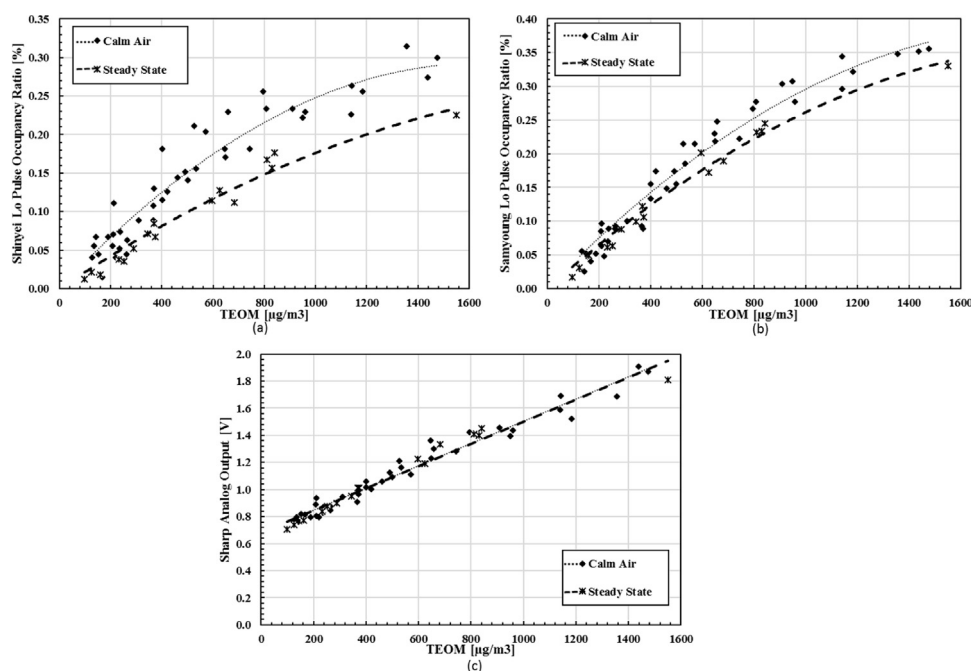 0.35
0.30
0.25
0.20
0.15
0.10
0.05
0.00
Shinyei Lo Pulse Occupancy Ratio [%]
Calm Air
Steady State
0 200 400 600 800 1000 1200 1400 1600
TEOM [µg/m3]
(a)
0.40
0.35
0.30
0.25
0.20
0.15
0.10
0.05
0.00
Samyoung Lo Pulse Occupancy Ratio [%]
Calm Air
Steady State
0 200 400 600 800 1000 1200 1400 1600
TEOM [µg/m3]
(b)
2.0
1.8
1.6
1.4
1.2
1.0
0.8
0.6
0.4
0.2
0.0
Sharp Analog Output [V]
Calm Air
Steady State
0 200 400 600 800 1000 1200 1400 1600
TEOM [µg/m3]
(c)